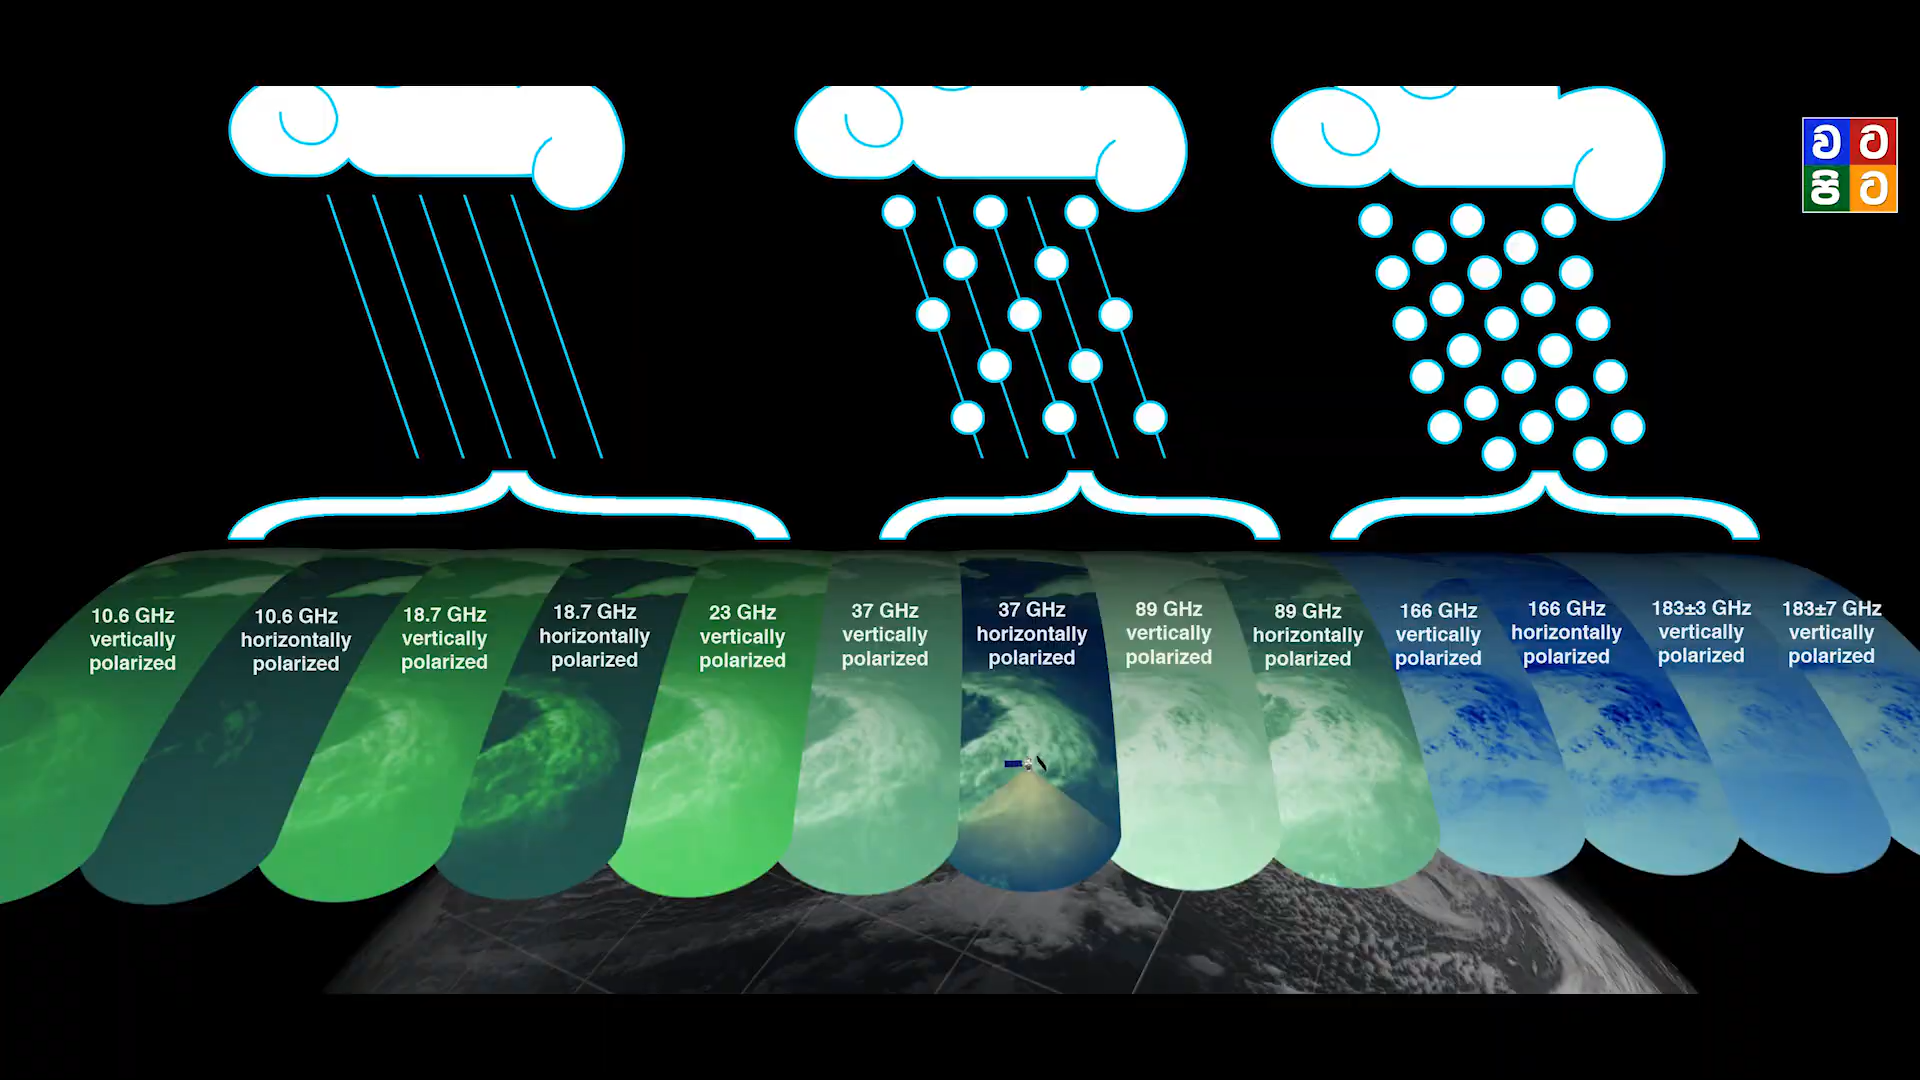 10.6 GHz
vertically
polarized
10.6 GHz
horizontally
polarized
18.7 GHz
vertically
polarized
18.7 GHz
horizontally
polarized
23 GHz
vertically
polarized
37 GHz
vertically
polarized
37 GHz
horizontally
polarized
89 GHz
vertically
polarized
89 GHz
horizontally
polarized
166 GHz
vertically
polarized
166 GHz
horizontally
polarized
183±3 GHz
vertically
polarized
183±7 GHz
vertically
polarized